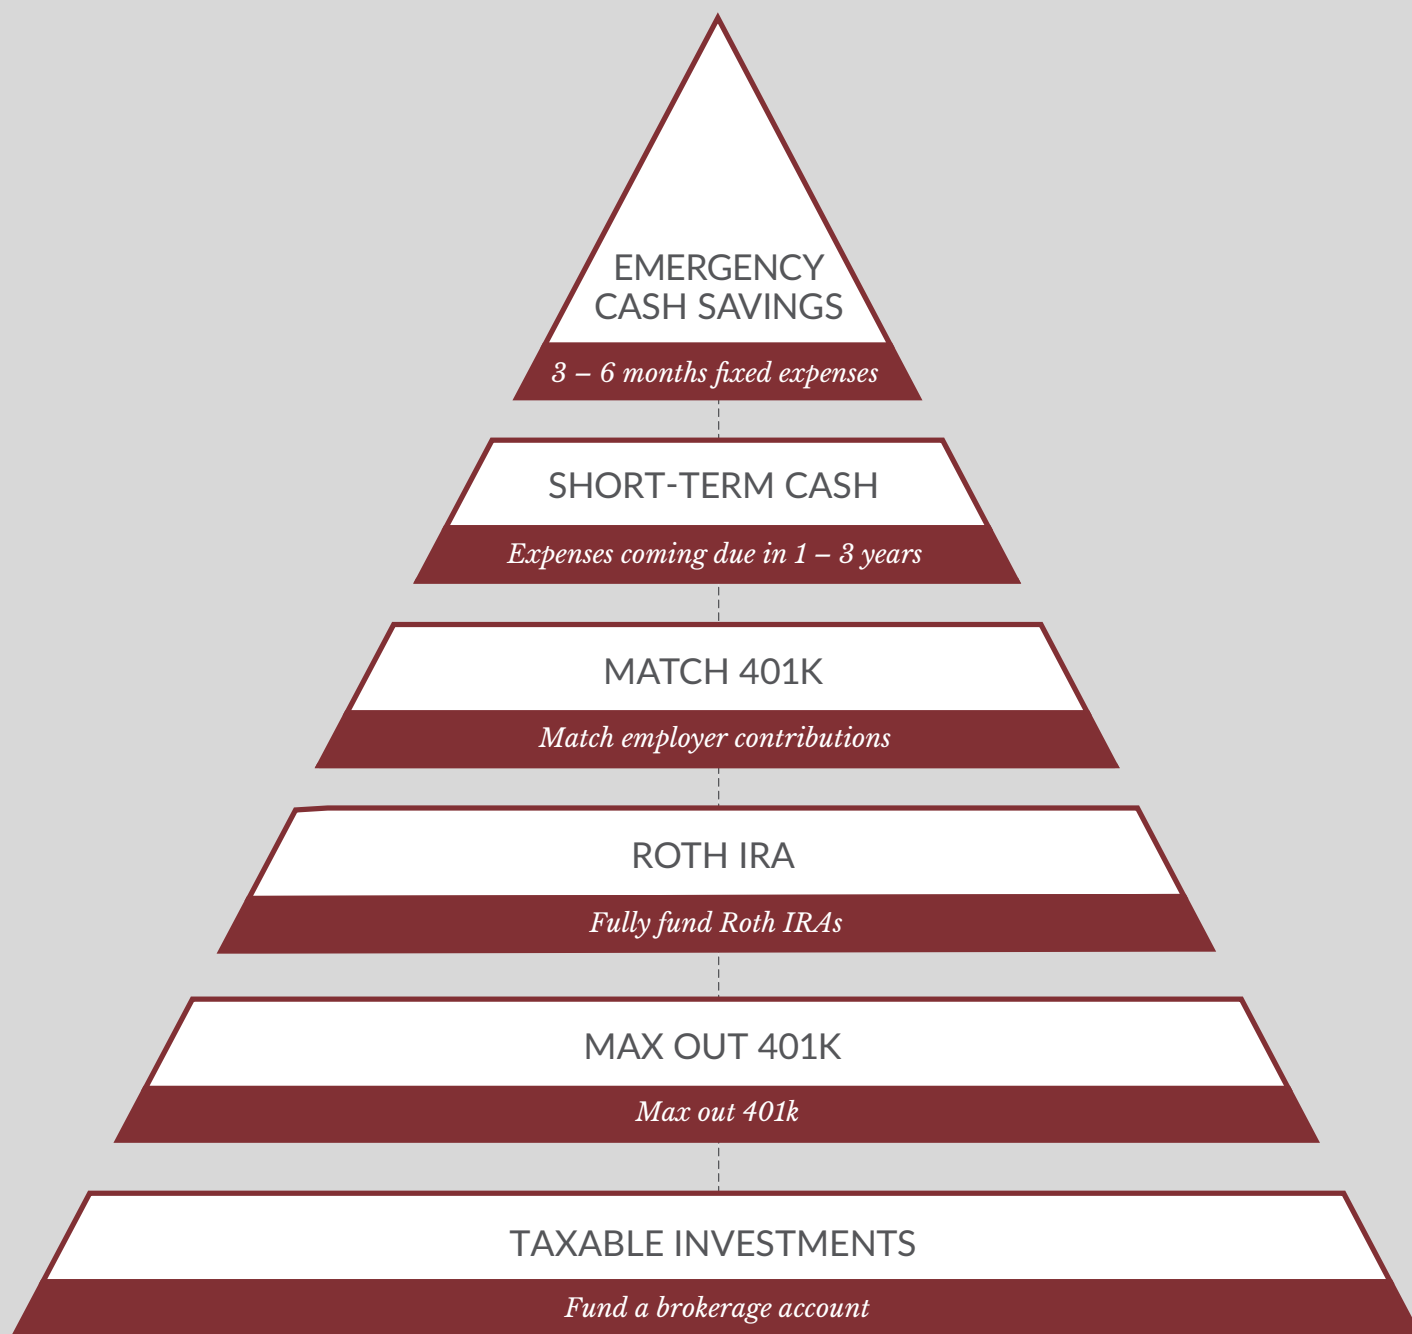 EMERGENCY
CASH SAVINGS
3 – 6 months fixed expenses
SHORT-TERM CASH
Expenses coming due in 1 – 3 years
MATCH 401K
Match employer contributions
ROTH IRA
Fully fund Roth IRAs
MAX OUT 401K
Max out 401k
TAXABLE INVESTMENTS
Fund a brokerage account